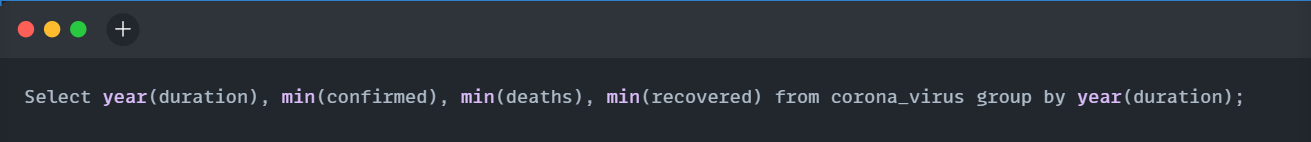 Select year(duration), min(confirmed), min(deaths), min(recovered) from corona_virus group by year(duration);